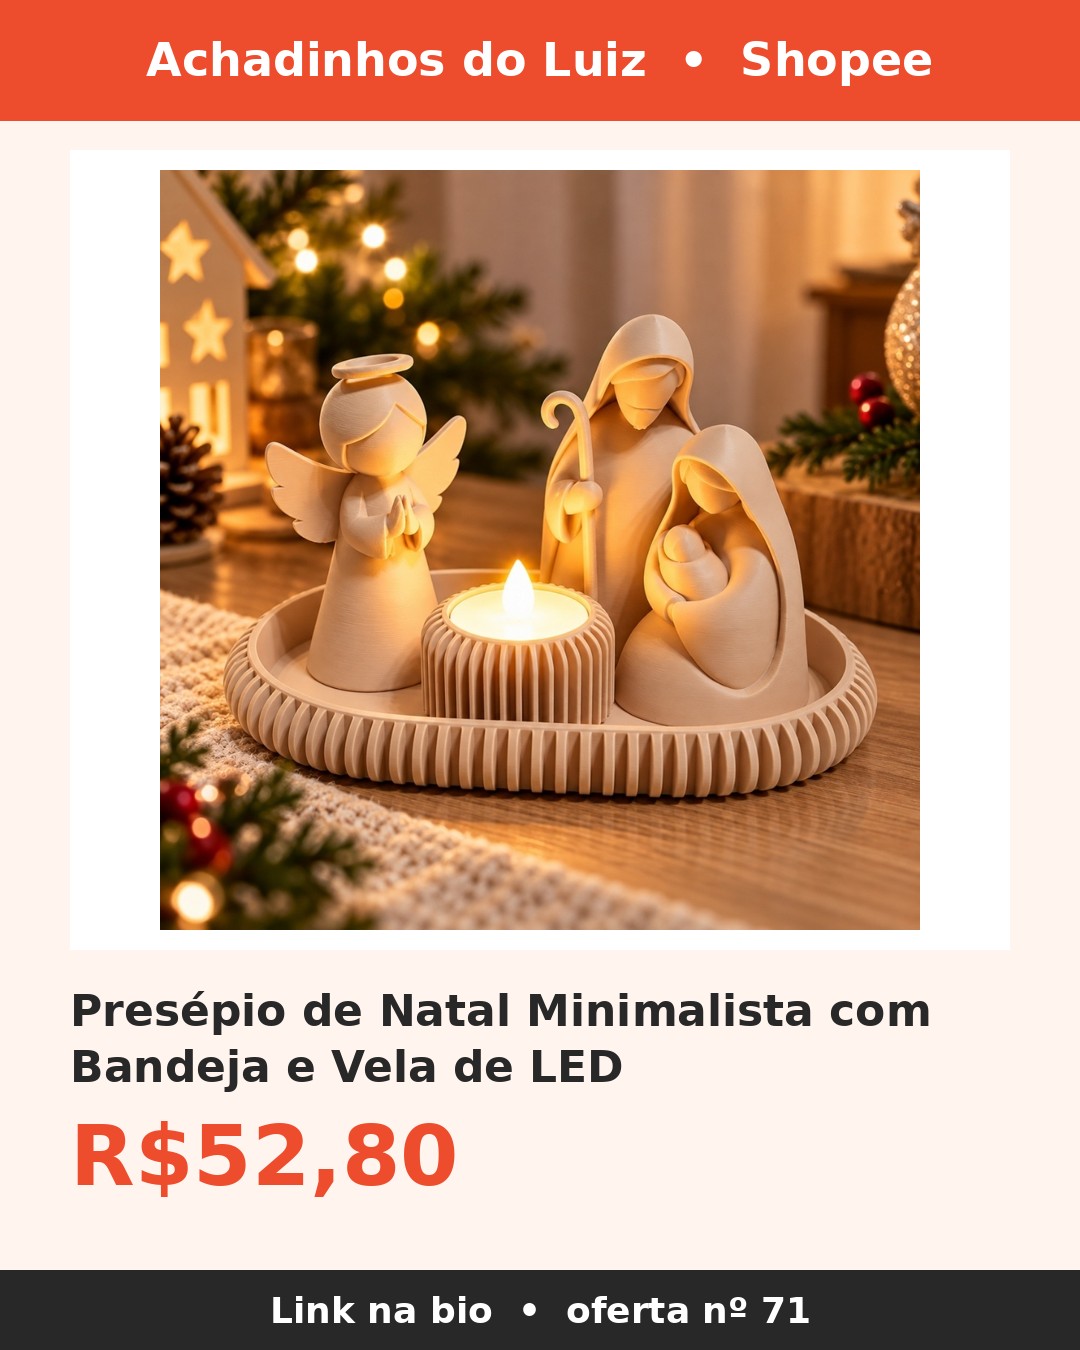 Achadinhos do Luiz • Shopee
Presépio de Natal Minimalista com
Bandeja e Vela de LED
R$52,80
Link na bio • oferta nº 71